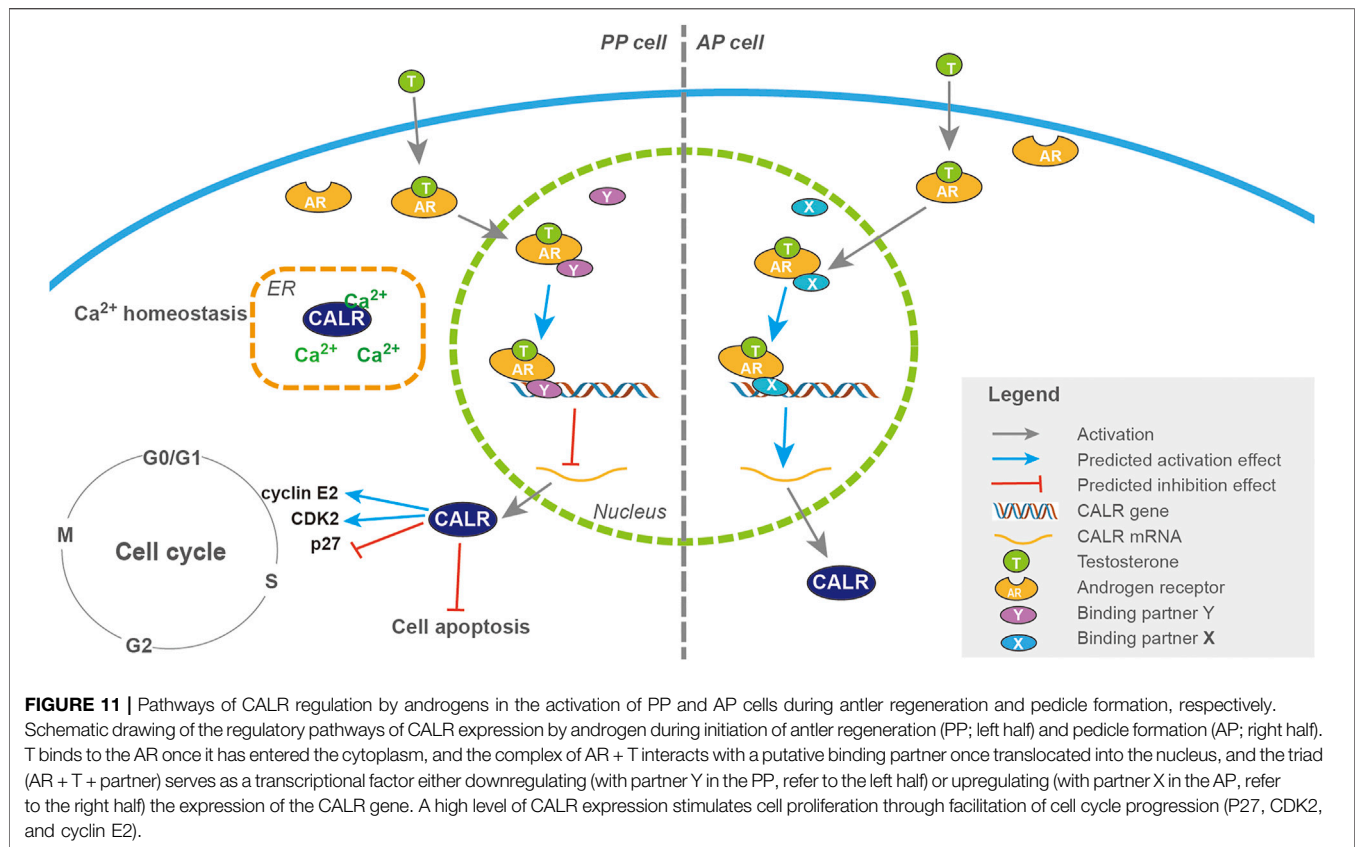 PP cell
AP cell
T
T
AR
T
AR
T
AR
AR
Y
X
T
AR
Y
T
AR
X
ER
Ca2+
CALR
Ca2+
Ca2+
Ca²⁺ homeostasis
T
AR
Y
T
AR
X
G0/G1
M
S
G2
Cell cycle
cyclin E2
CDK2
p27
CALR
Nucleus
Cell apoptosis
CALR
Legend
Activation
Predicted activation effect
Predicted inhibition effect
CALR gene
CALR mRNA
T
Testosterone
AR
Androgen receptor
Y
Binding partner Y
X
Binding partner X
FIGURE 11 | Pathways of CALR regulation by androgens in the activation of PP and AP cells during antler regeneration and pedicle formation, respectively.
Schematic drawing of the regulatory pathways of CALR expression by androgen during initiation of antler regeneration (PP; left half) and pedicle formation (AP; right half).
T binds to the AR once it has entered the cytoplasm, and the complex of AR + T interacts with a putative binding partner once translocated into the nucleus, and the triad
(AR + T + partner) serves as a transcriptional factor either downregulating (with partner Y in the PP, refer to the left half) or upregulating (with partner X in the AP, refer
to the right half) the expression of the CALR gene. A high level of CALR expression stimulates cell proliferation through facilitation of cell cycle progression (P27, CDK2,
and cyclin E2).